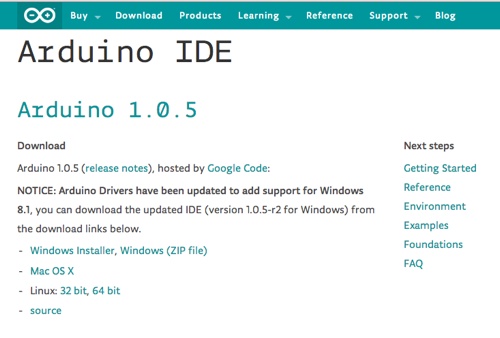 Buy Download Products Learning Reference Support Blog
Arduino IDE
Arduino 1.0.5
Download
Arduino 1.0.5 (release notes), hosted by Google Code:
NOTICE: Arduino Drivers have been updated to add support for Windows
8.1, you can download the updated IDE (version 1.0.5-r2 for Windows) from
the download links below.
- Windows Installer, Windows (ZIP file)
- Mac OS X
- Linux: 32 bit, 64 bit
- source
Next steps
Getting Started
Reference
Environment
Examples
Foundations
FAQ